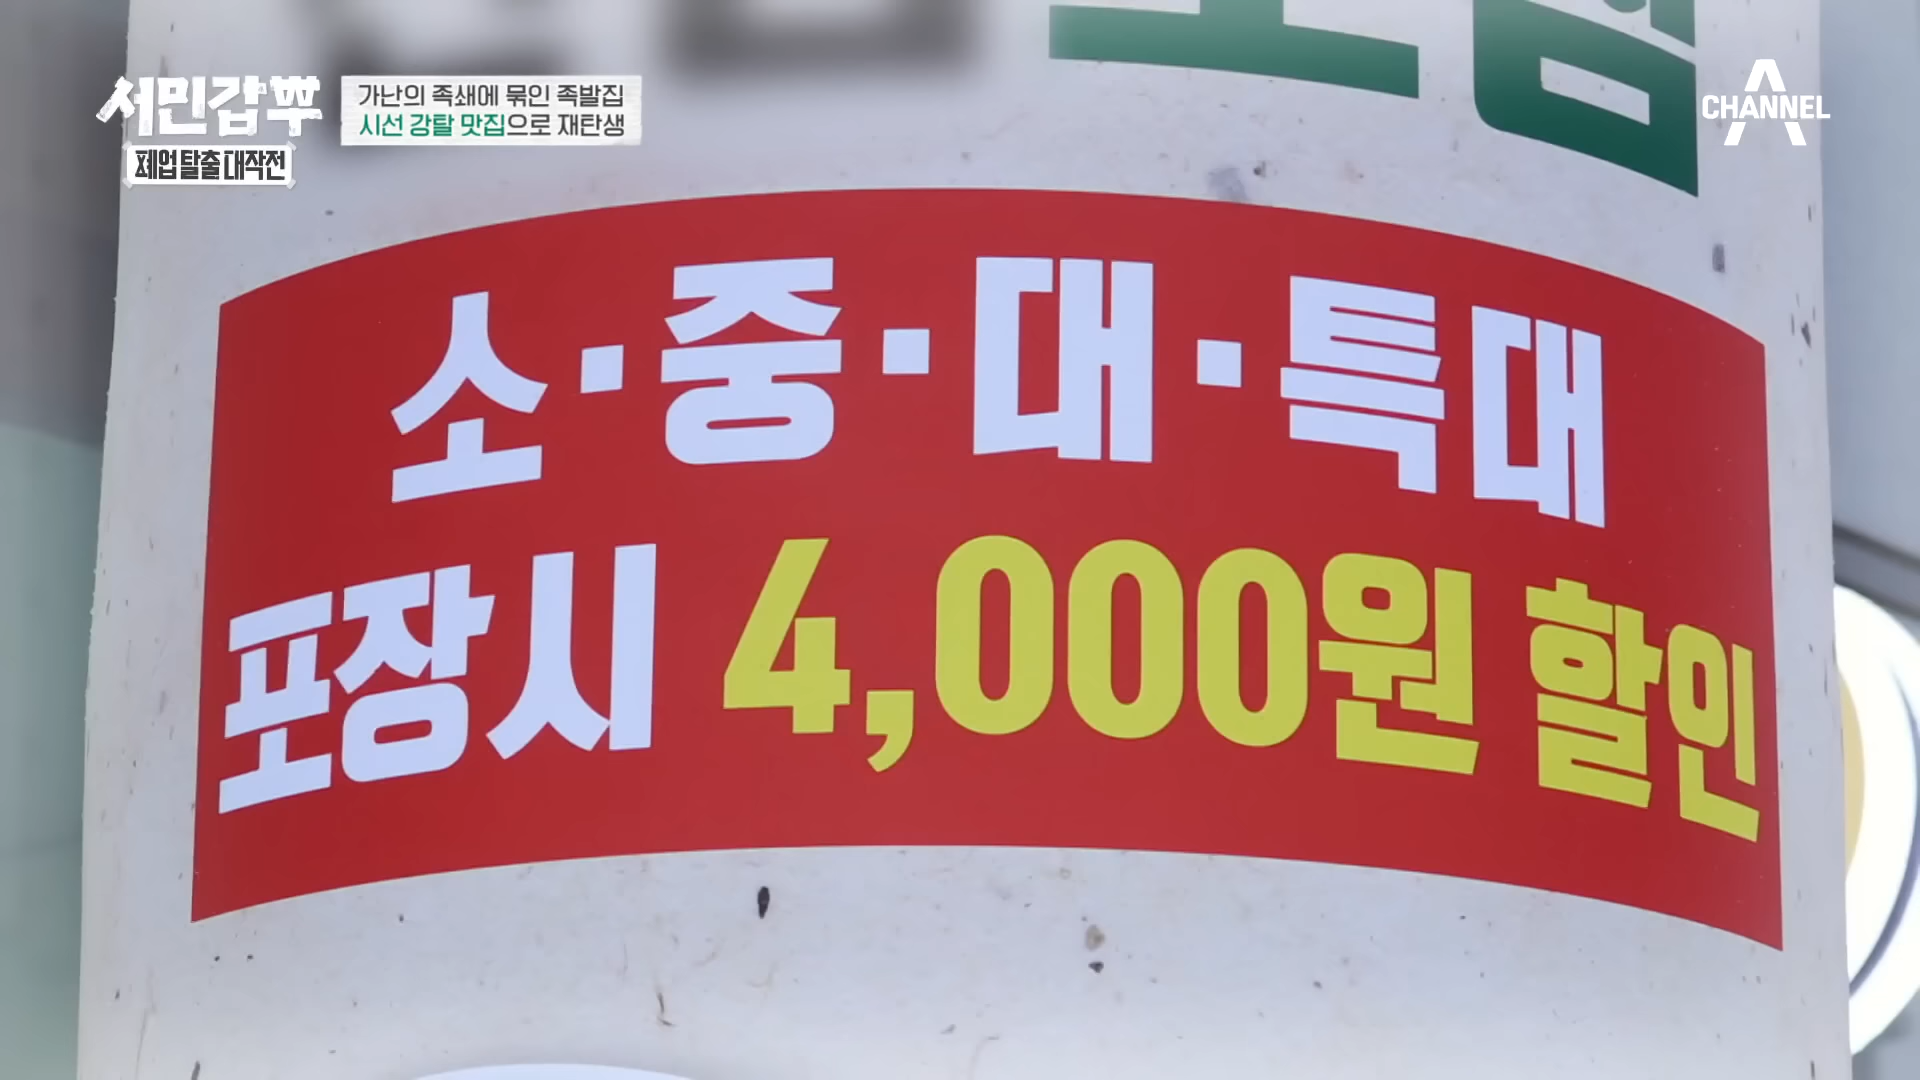 서민갑뿌
폐업 탈출 대작전
가난의 족쇄에 묶인 족발집
시선 강탈 맛집으로 재탄생
CHANNEL A
소·중·대·특대
포장시 4,000원 할인